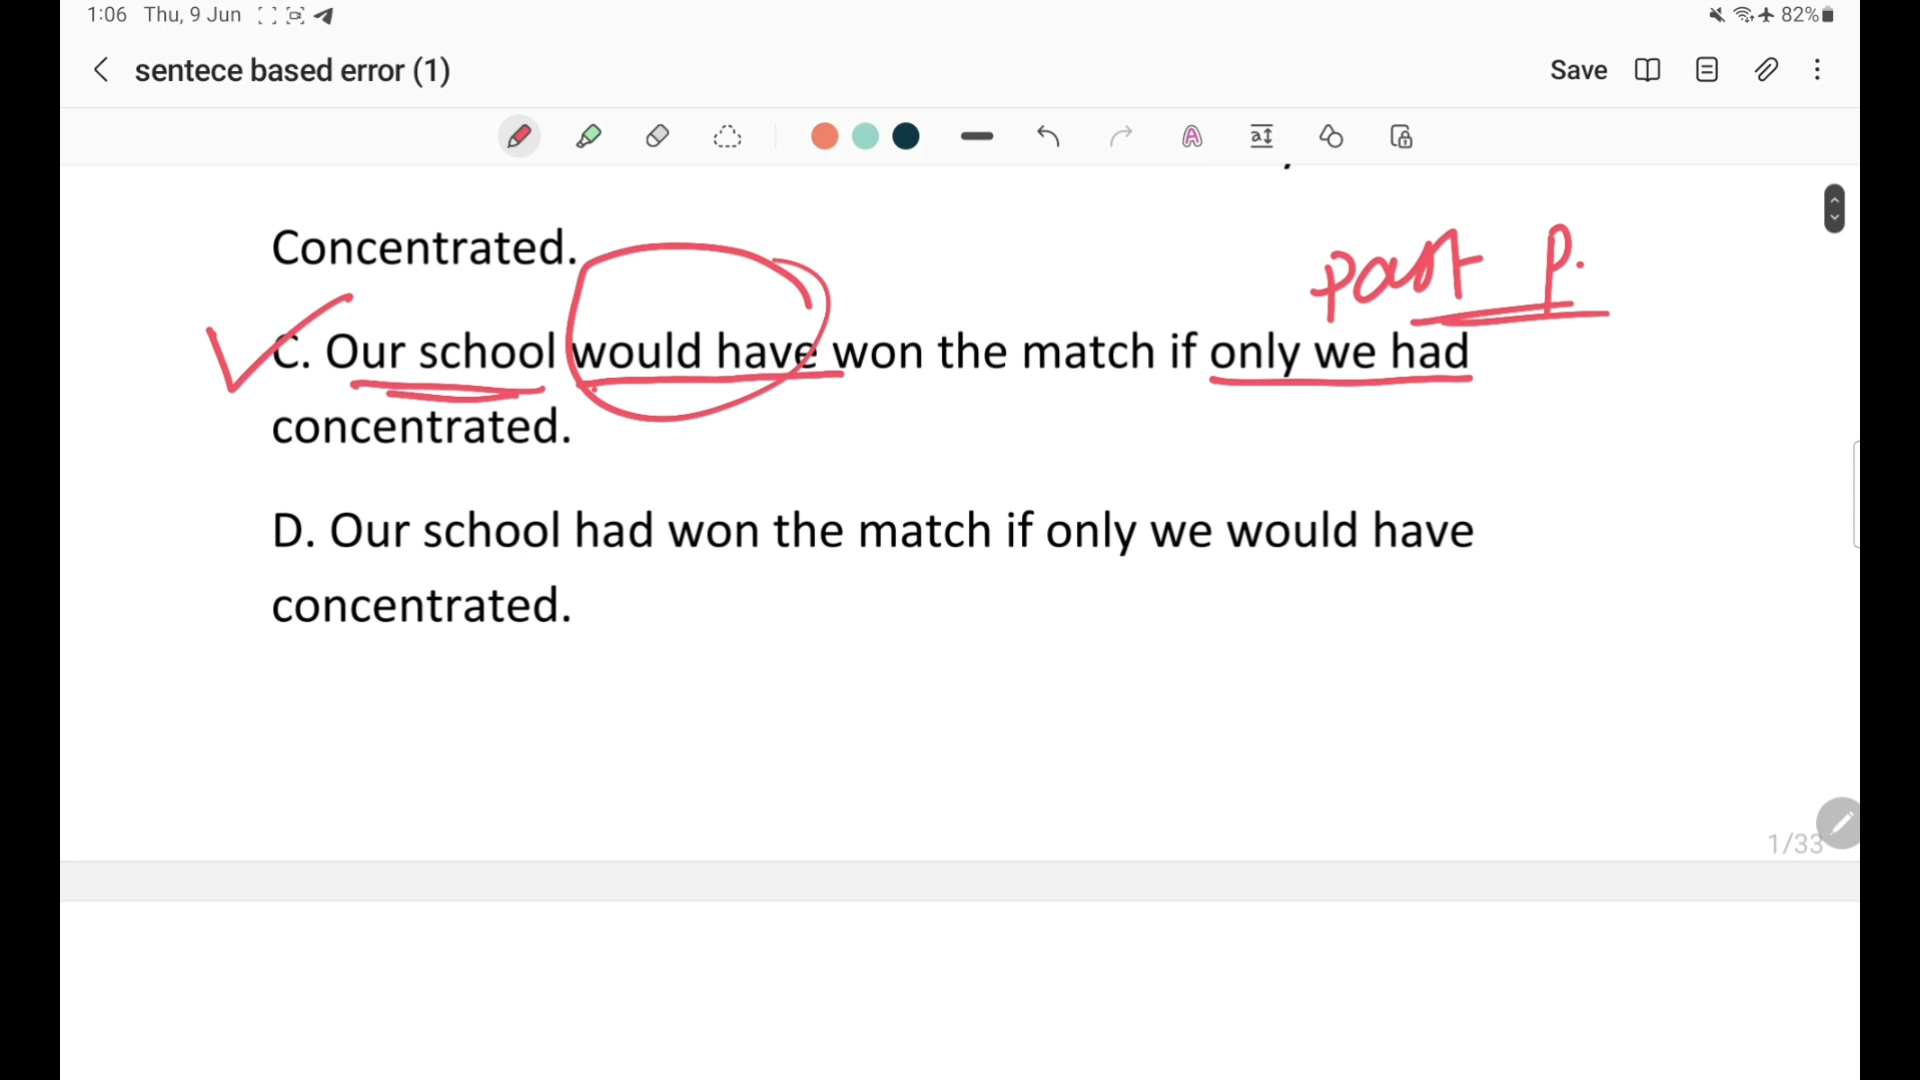 1:06 Thu, 9 Jun 82%
sentece based error (1) Save
Concentrated.
past p.
C. Our school would have won the match if only we had
concentrated.
D. Our school had won the match if only we would have
concentrated.
1/33